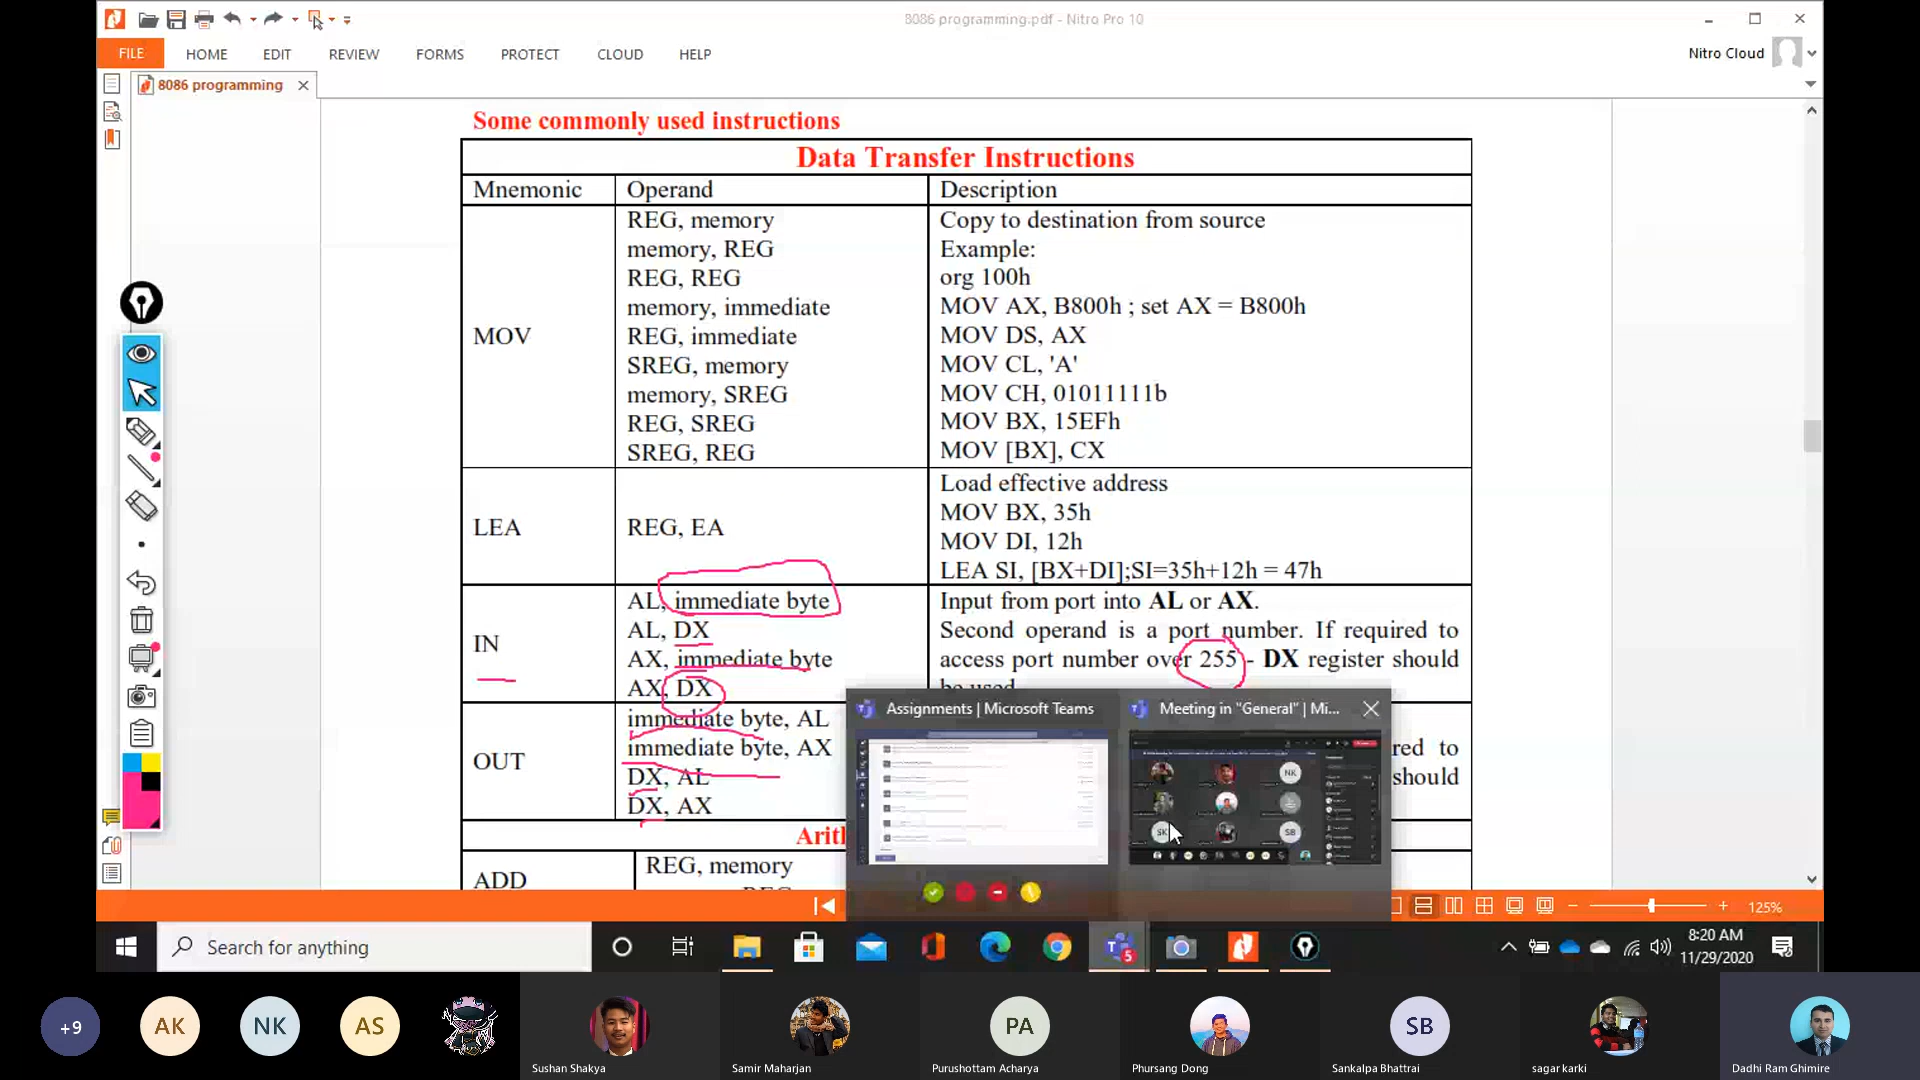 8086 programming.pdf - Nitro Pro 10
FILE HOME EDIT REVIEW FORMS PROTECT CLOUD HELP
Nitro Cloud
8086 programming
Some commonly used instructions
Data Transfer Instructions
Mnemonic Operand Description
MOV
REG, memory
memory, REG
REG, REG
memory, immediate
REG, immediate
SREG, memory
memory, SREG
REG, SREG
SREG, REG
Copy to destination from source
Example:
org 100h
MOV AX, B800h ; set AX = B800h
MOV DS, AX
MOV CL, 'A'
MOV CH, 01011111b
MOV BX, 15EFh
MOV [BX], CX
LEA
REG, EA
Load effective address
MOV BX, 35h
MOV DI, 12h
LEA SI, [BX+DI];SI=35h+12h = 47h
IN
AL, immediate byte
AL, DX
AX, immediate byte
AX, DX
Input from port into AL or AX.
Second operand is a port number. If required to
access port number over 255 - DX register should
be used
OUT
immediate byte, AL
immediate byte, AX
DX, AL
DX, AX
should
Assignments | Microsoft Teams
Meeting in "General" | Mi...
NK
SK
SB
ADD
REG, memory
125%
Search for anything
5
8:20 AM
11/29/2020
+9
AK
NK
AS
PA
SB
Sushan Shakya
Samir Maharjan
Purushottam Acharya
Phursang Dong
Sankalpa Bhattrai
sagar karki
Dadhi Ram Ghimire